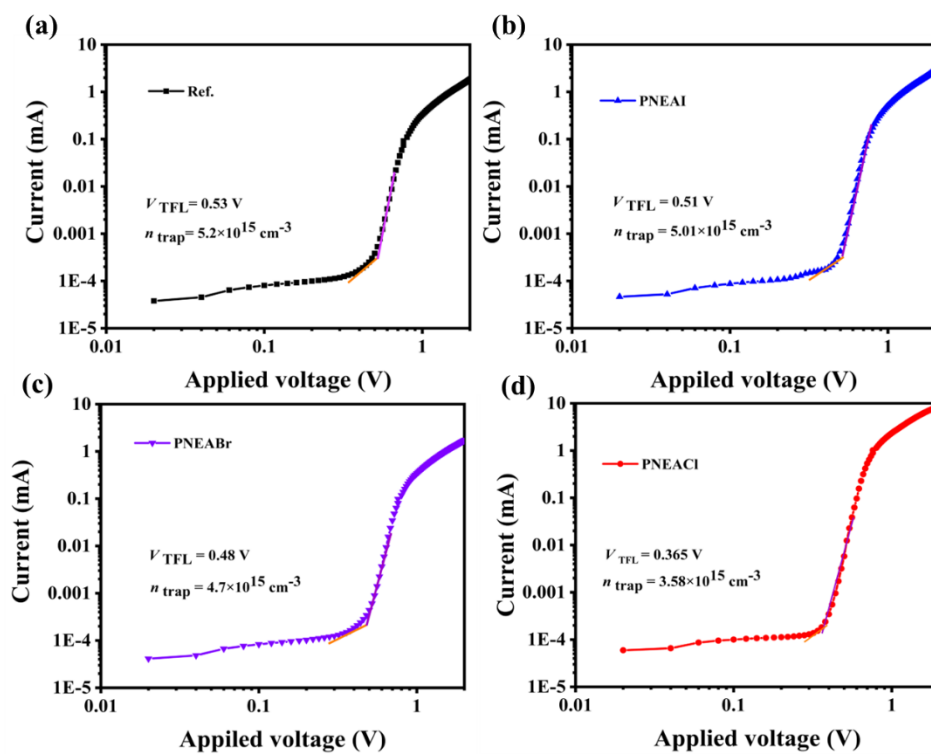 (a)
10
1
0.1
0.01
0.001
1E-4
1E-5
Current (mA)
Ref.
V TFL = 0.53 V
n trap = 5.2×10^15 cm^-3
0.01 0.1 1
Applied voltage (V)
(b)
10
1
0.1
0.01
0.001
1E-4
1E-5
Current (mA)
PNEAI
V TFL = 0.51 V
n trap = 5.01×10^15 cm^-3
0.01 0.1 1
Applied voltage (V)
(c)
10
1
0.1
0.01
0.001
1E-4
1E-5
Current (mA)
PNEABr
V TFL = 0.48 V
n trap = 4.7×10^15 cm^-3
0.01 0.1 1
Appiled voltage (V)
(d)
10
1
0.1
0.01
0.001
1E-4
1E-5
Current (mA)
PNEACl
V TFL = 0.365 V
n trap = 3.58×10^15 cm^-3
0.01 0.1 1
Appiled voltage (V)